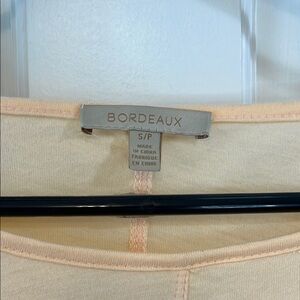 BORDEAUX
S/P
MADE
IN CHINA
FABRIQUÉ
EN CHINE